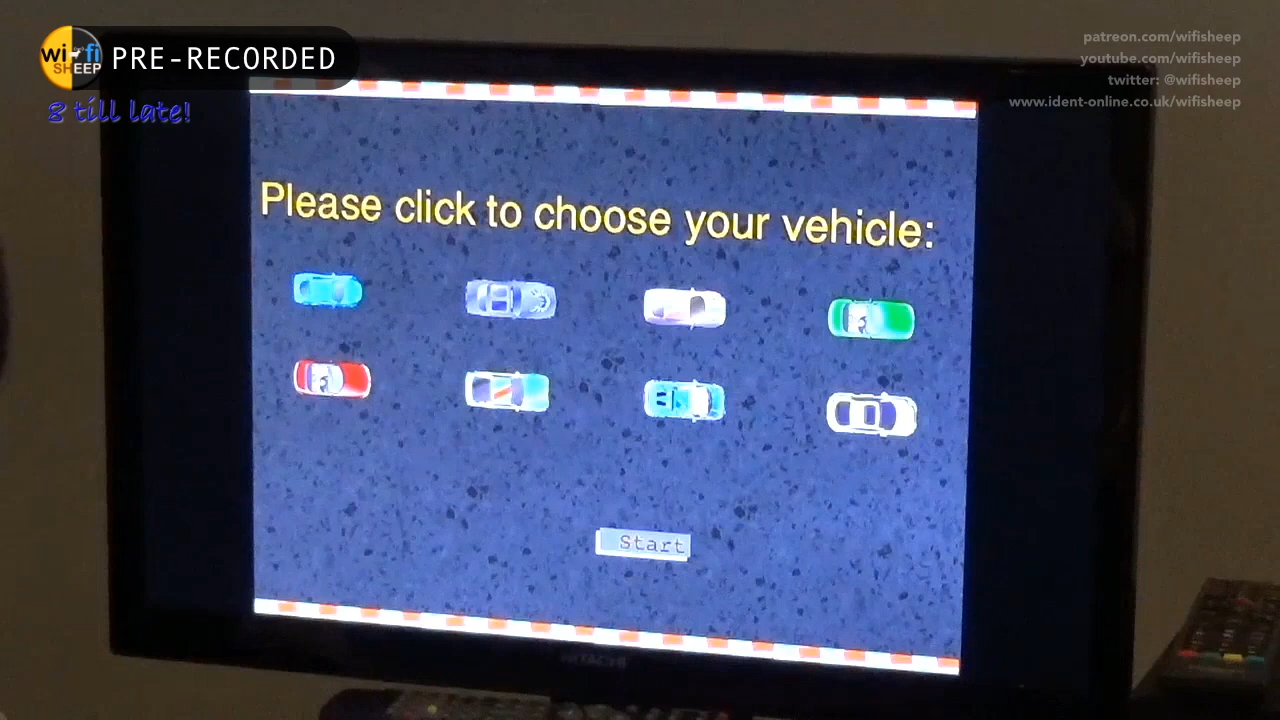 wi-fi
SHEEP
PRE-RECORDED
8 till late!
patreon.com/wifisheep
youtube.com/wifisheep
twitter: @wifisheep
www.ident-online.co.uk/wifisheep
Please click to choose your vehicle:
Start
HITACHI